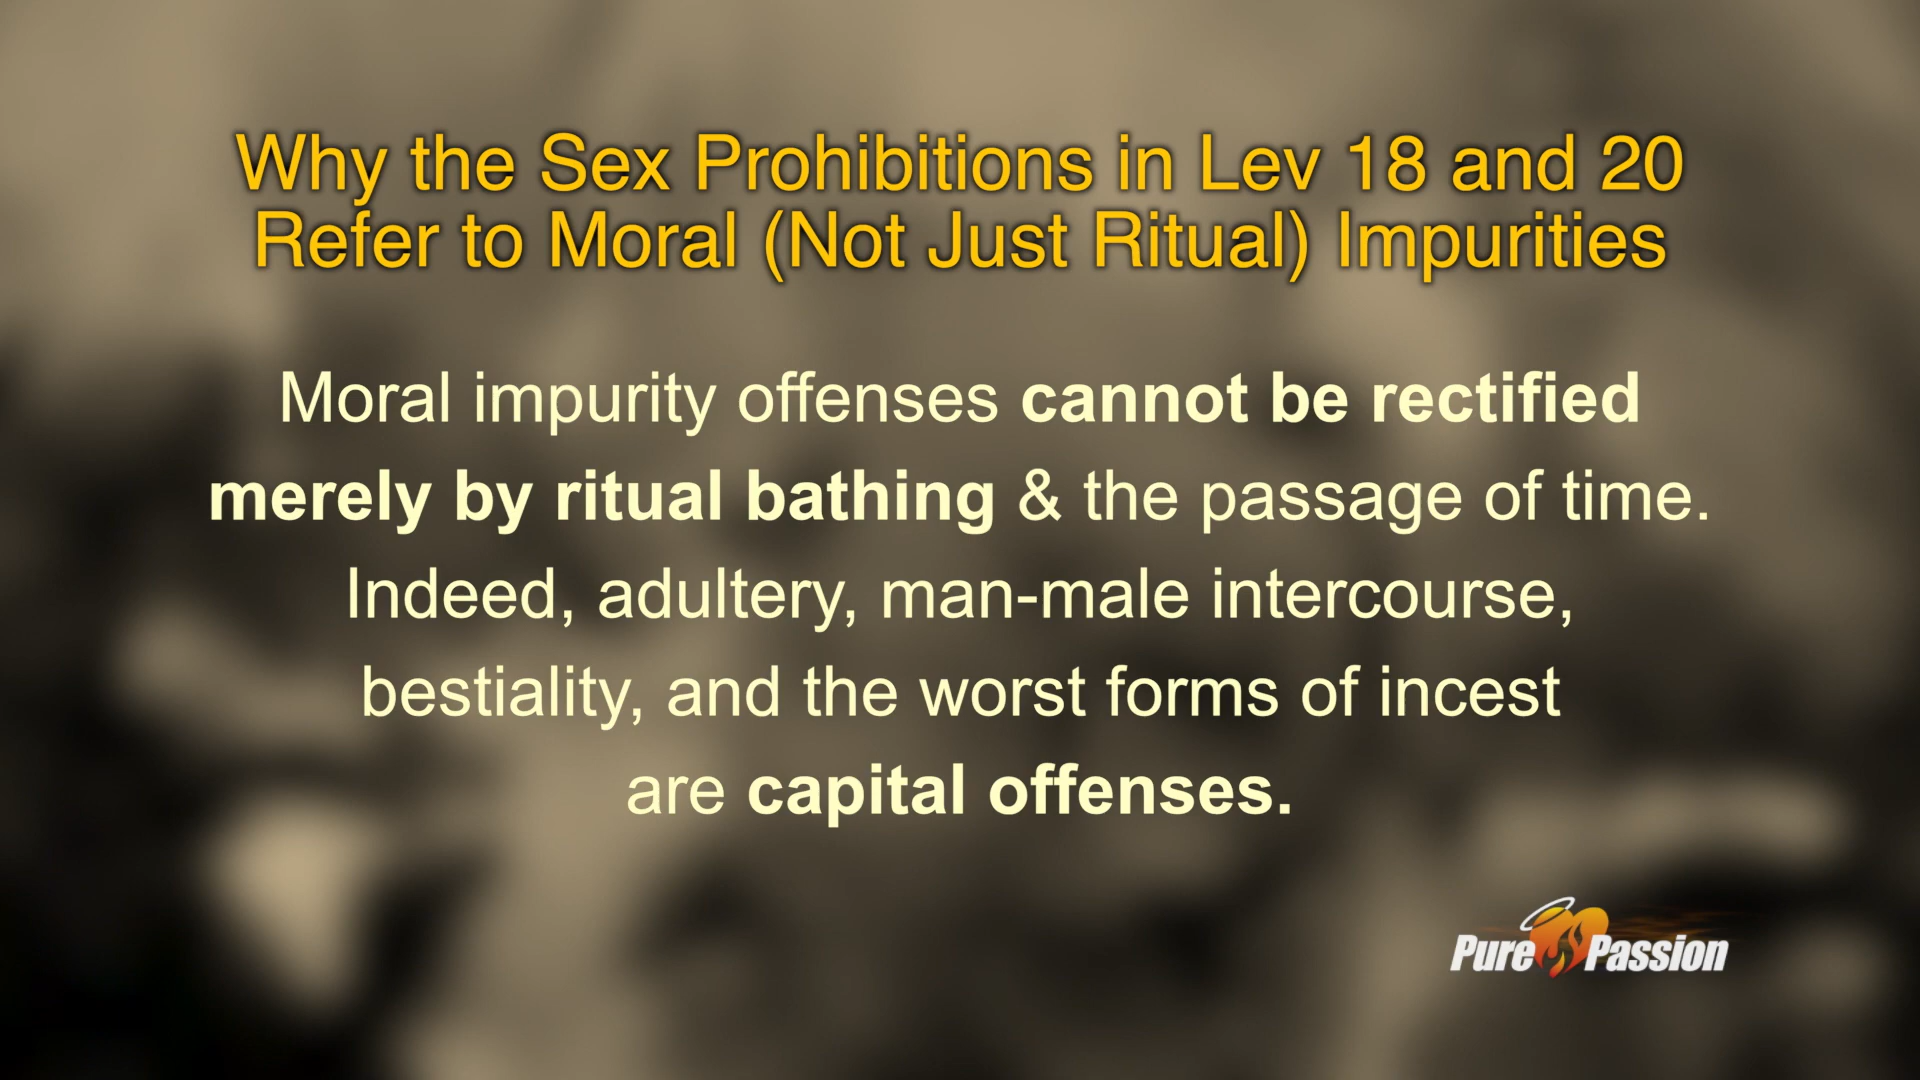 Why the Sex Prohibitions in Lev 18 and 20
Refer to Moral (Not Just Ritual) Impurities
Moral impurity offenses cannot be rectified
merely by ritual bathing & the passage of time.
Indeed, adultery, man-male intercourse,
bestiality, and the worst forms of incest
are capital offenses.
Pure Passion